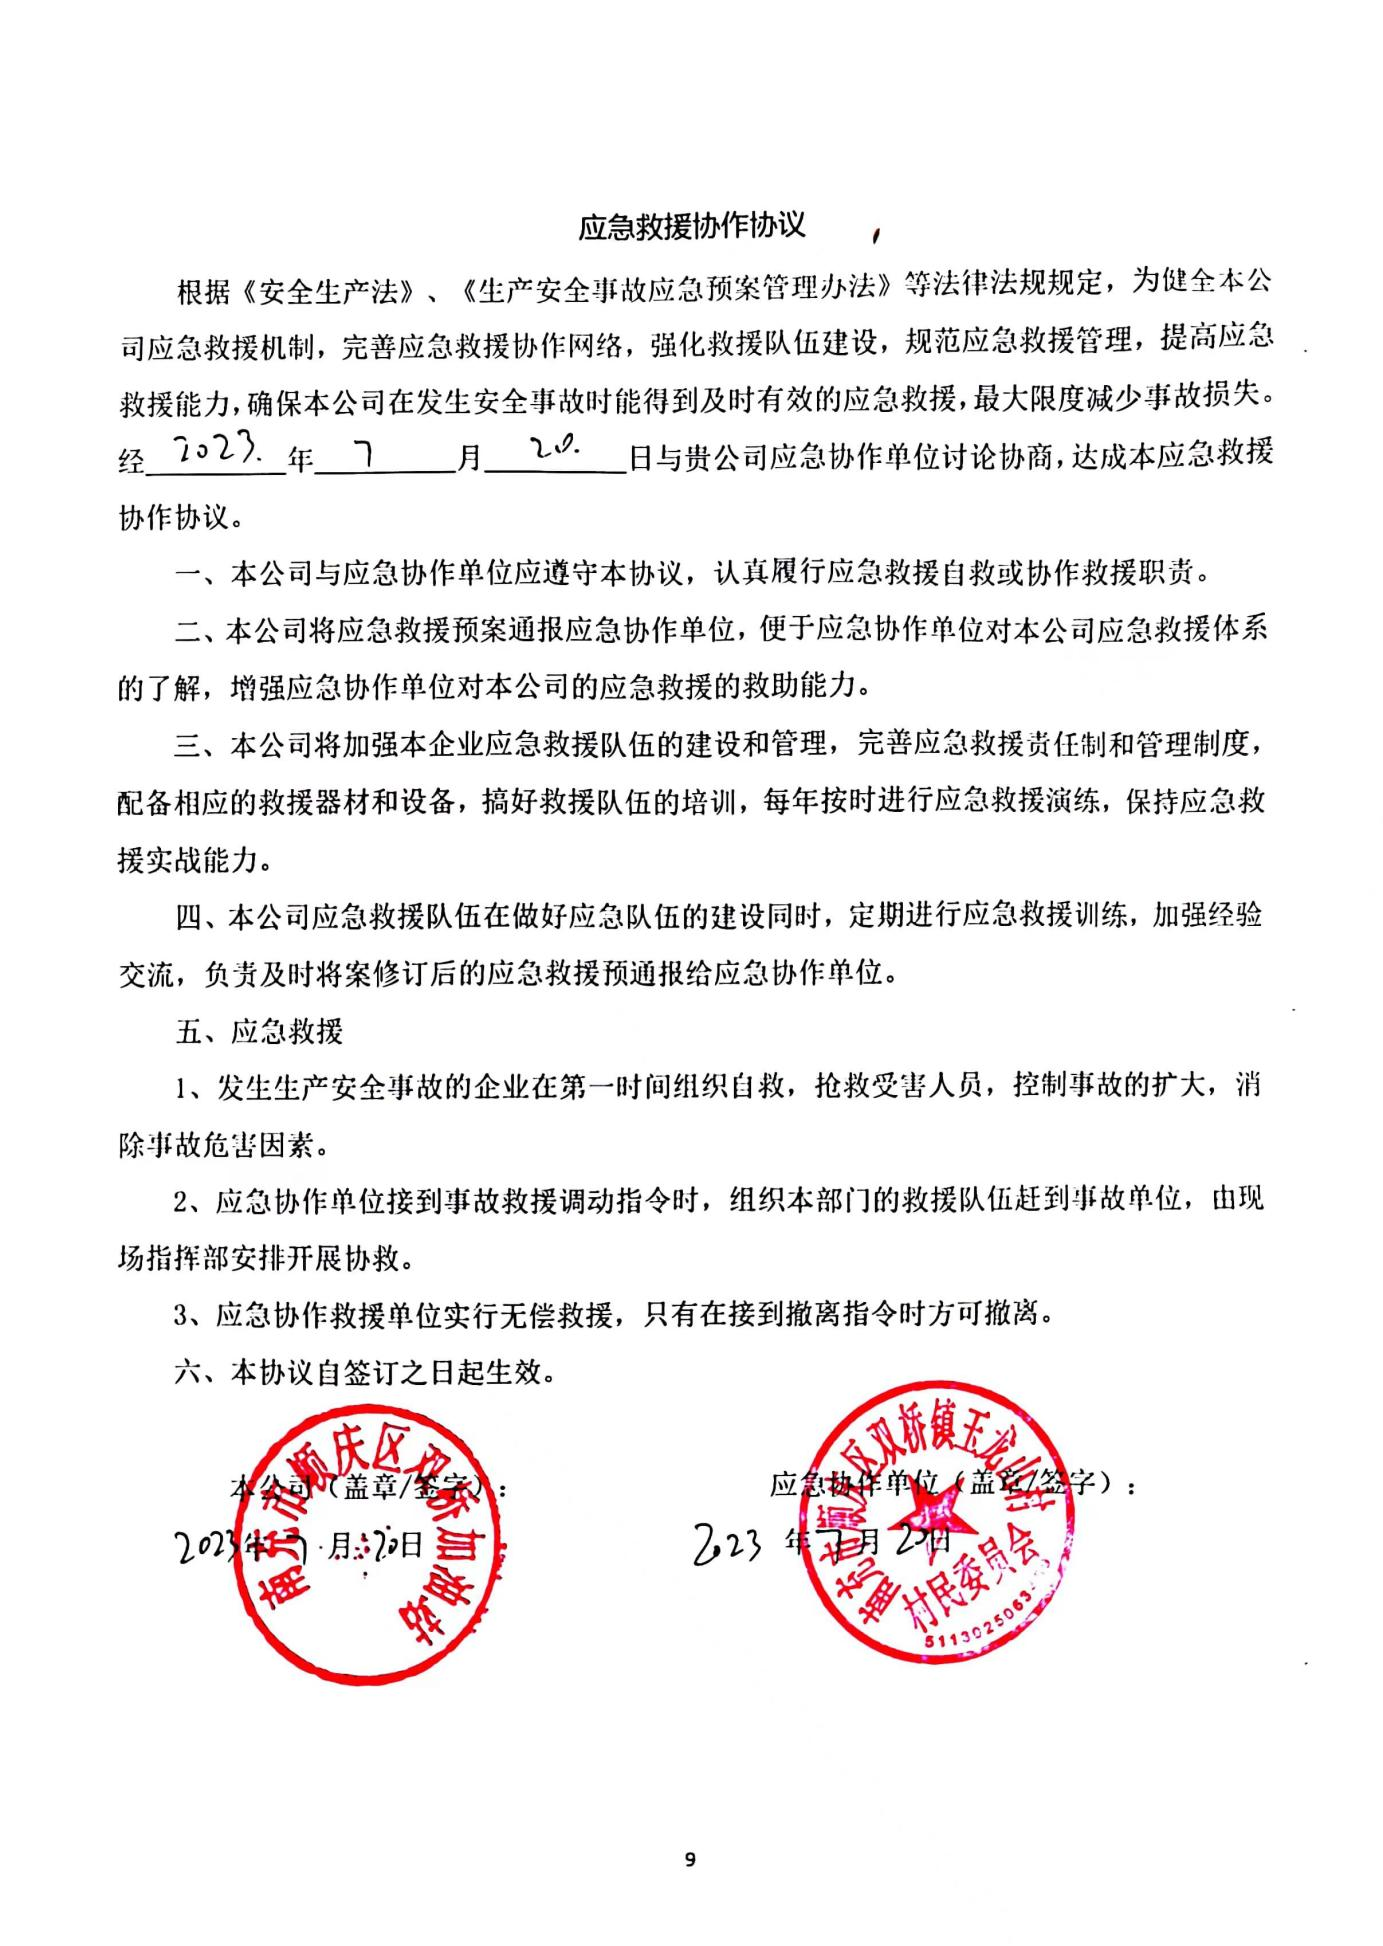 应急救援协作协议
根据《安全生产法》、《生产安全事故应急预案管理办法》等法律法规规定，为健全本公
司应急救援机制，完善应急救援协作网络，强化救援队伍建设，规范应急救援管理，提高应急
救援能力，确保本公司在发生安全事故时能得到及时有效的应急救援，最大限度减少事故损失。
经 2023. 年 7 月 20. 日与贵公司应急协作单位讨论协商，达成本应急救援
协作协议。
一、本公司与应急协作单位应遵守本协议，认真履行应急救援自救或协作救援职责。
二、本公司将应急救援预案通报应急协作单位，便于应急协作单位对本公司应急救援体系
的了解，增强应急协作单位对本公司的应急救援的救助能力。
三、本公司将加强本企业应急救援队伍的建设和管理，完善应急救援责任制和管理制度，
配备相应的救援器材和设备，搞好救援队伍的培训，每年按时进行应急救援演练，保持应急救
援实战能力。
四、本公司应急救援队伍在做好应急队伍的建设同时，定期进行应急救援训练，加强经验
交流，负责及时将案修订后的应急救援预通报给应急协作单位。
五、应急救援
1、发生生产安全事故的企业在第一时间组织自救，抢救受害人员，控制事故的扩大，消
除事故危害因素。
2、应急协作单位接到事故救援调动指令时，组织本部门的救援队伍赶到事故单位，由现
场指挥部安排开展协救。
3、应急协作救援单位实行无偿救援，只有在接到撤离指令时方可撤离。
六、本协议自签订之日起生效。
本公司（盖章/签字）：
2023年7月20日
南充市顺庆区双桥加油站
应急协作单位（盖章/签字）：
2023年7月20日
南充市顺庆区双桥镇玉龙山村
村民委员会
9